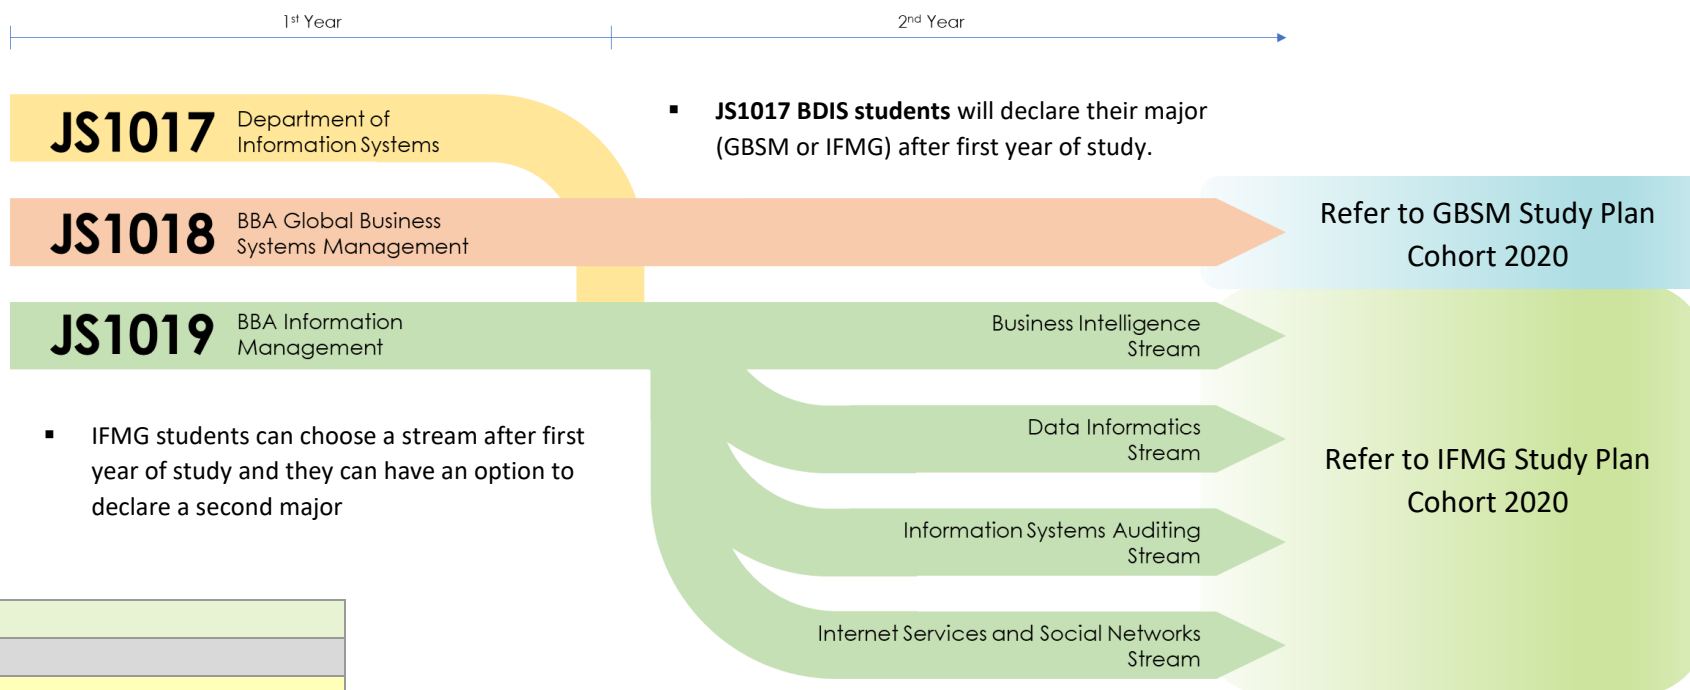 1st Year
2nd Year
JS1017
Department of
Information Systems
▪ JS1017 BDIS students will declare their major
(GBSM or IFMG) after first year of study.
JS1018
BBA Global Business
Systems Management
Refer to GBSM Study Plan
Cohort 2020
JS1019
BBA Information
Management
Business Intelligence
Stream
▪ IFMG students can choose a stream after first
year of study and they can have an option to
declare a second major
Data Informatics
Stream
Refer to IFMG Study Plan
Cohort 2020
Information Systems Auditing
Stream
Internet Services and Social Networks
Stream